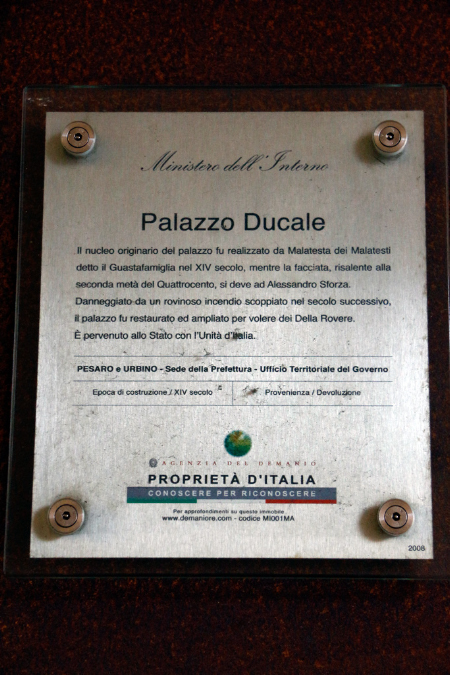 Ministero dell'Interno
Palazzo Ducale
Il nucleo originario del palazzo fu realizzato da Malatesta dei Malatesti
detto il Guastafamiglia nel XIV secolo, mentre la facciata, risalente alla
seconda metà del Quattrocento, si deve ad Alessandro Sforza.
Danneggiato da un rovinoso incendio scoppiato nel secolo successivo,
il palazzo fu restaurato ed ampliato per volere dei Della Rovere.
È pervenuto allo Stato con l'Unità d'Italia.
PESARO e URBINO - Sede della Prefettura - Ufficio Territoriale del Governo
Epoca di costruzione / XIV secolo Provenienza / Devoluzione
AGENZIA DEL DEMANIO
PROPRIETÀ D'ITALIA
CONOSCERE PER RICONOSCERE
Per approfondimenti su questo immobile
www.demaniore.com - codice MI001MA
2008